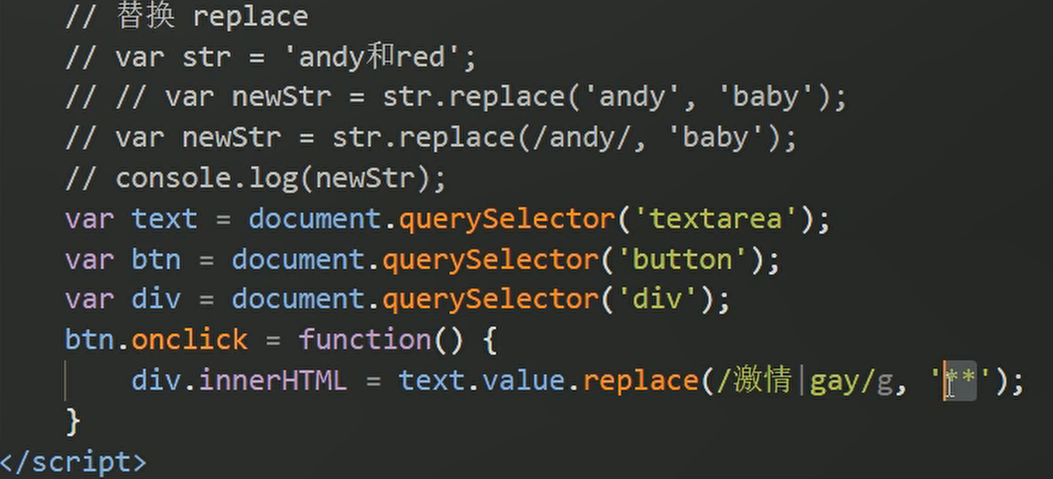 // 替换 replace
// var str = 'andy和red';
// // var newStr = str.replace('andy', 'baby');
// var newStr = str.replace(/andy/, 'baby');
// console.log(newStr);
var text = document.querySelector('textarea');
var btn = document.querySelector('button');
var div = document.querySelector('div');
btn.onclick = function() {
div.innerHTML = text.value.replace(/激情|gay/g, '**');
}
</script>